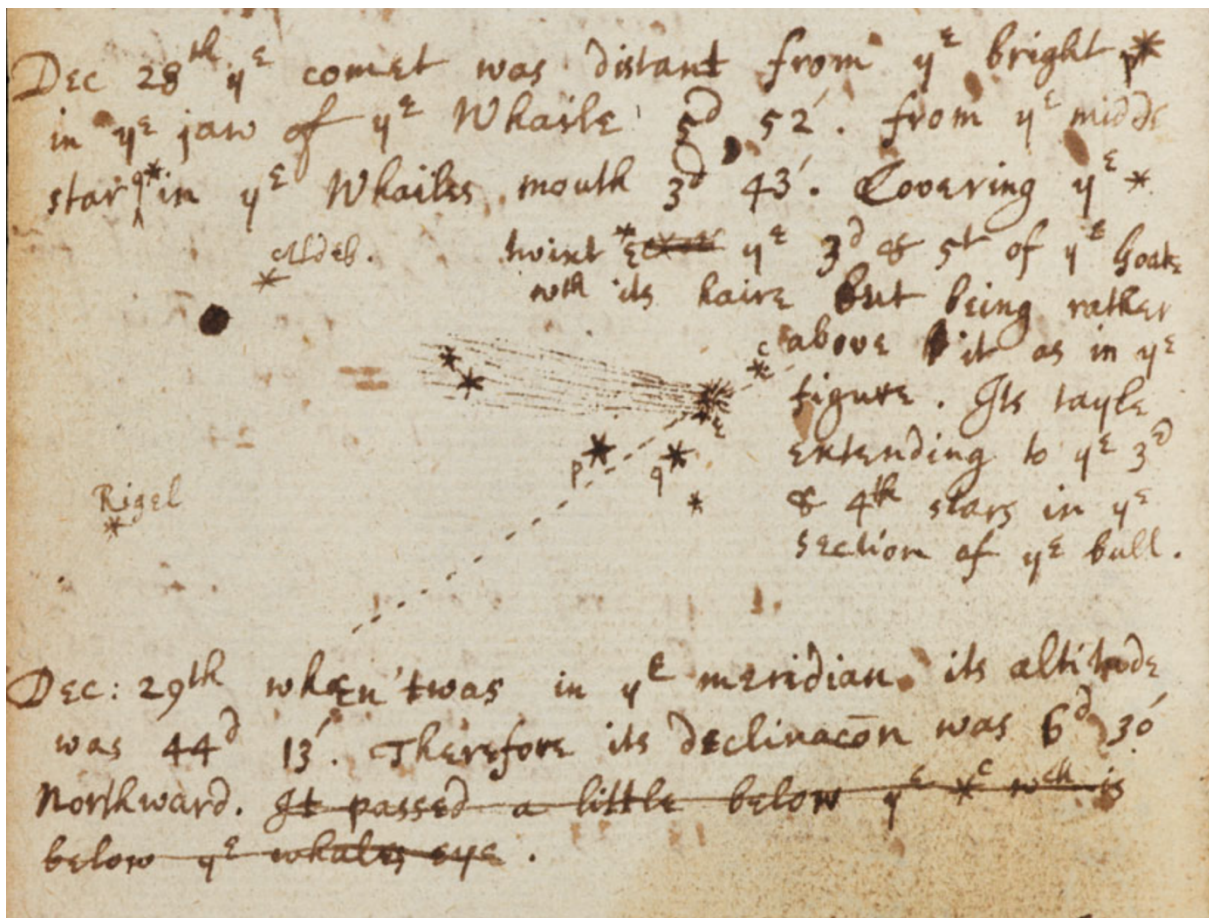 Dec 28th yᵉ comet was distant from yᵉ bright p*
in yᵉ jaw of yᵉ Whaile 5d, 52'. from yᵉ midde
star q* in yᵉ Whailes mouth 3d 43'. Covering yᵉ *
Aldeb.
twixt *ε yᵉ 3d & 5t of yᵉ Goate
wth its haire but being rather
above it as in yᵉ
c
figure. Its tayle
ε
extending to yᵉ 3d
p q
& 4th stars in yᵉ
Rigel
section of yᵉ bull.
Dec: 29th when 'twas in yᵉ meridian its altitude
was 44d 13'. Therefore its declinacōn was 6d 30'
Northward. It passed a little below yᵉ *c wch is
below yᵉ whales eye.